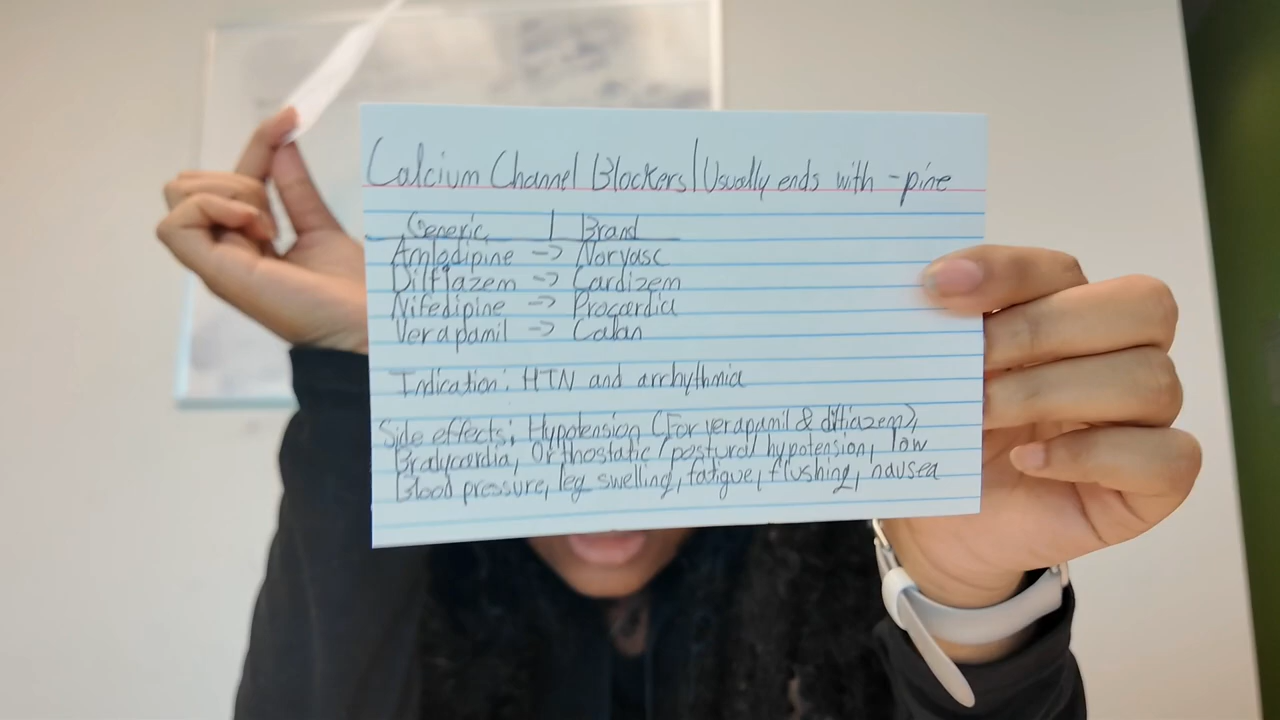 Calcium Channel Blockers | Usually ends with -pine
Generic | Brand
Amlodipine -> Norvasc
Diltiazem -> Cardizem
Nifedipine -> Procardia
Verapamil -> Calan
Indication: HTN and arrhythmia
Side effects: Hypotension (For verapamil & diltiazem),
Bradycardia, Orthostatic/postural hypotension, low
Blood pressure, leg swelling, fatigue, flushing, nausea